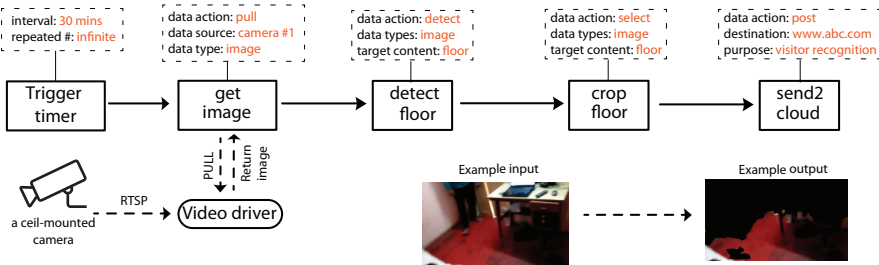 interval: 30 mins
repeated #: infinite
data action: pull
data source: camera #1
data type: image
data action: detect
data types: image
target content: floor
data action: select
data types: image
target content: floor
data action: post
destination: www.abc.com
purpose: visitor recognition
Trigger
timer
get
image
detect
floor
crop
floor
send2
cloud
PULL
Return
image
Example input
Example output
RTSP
Video driver
a ceil-mounted
camera